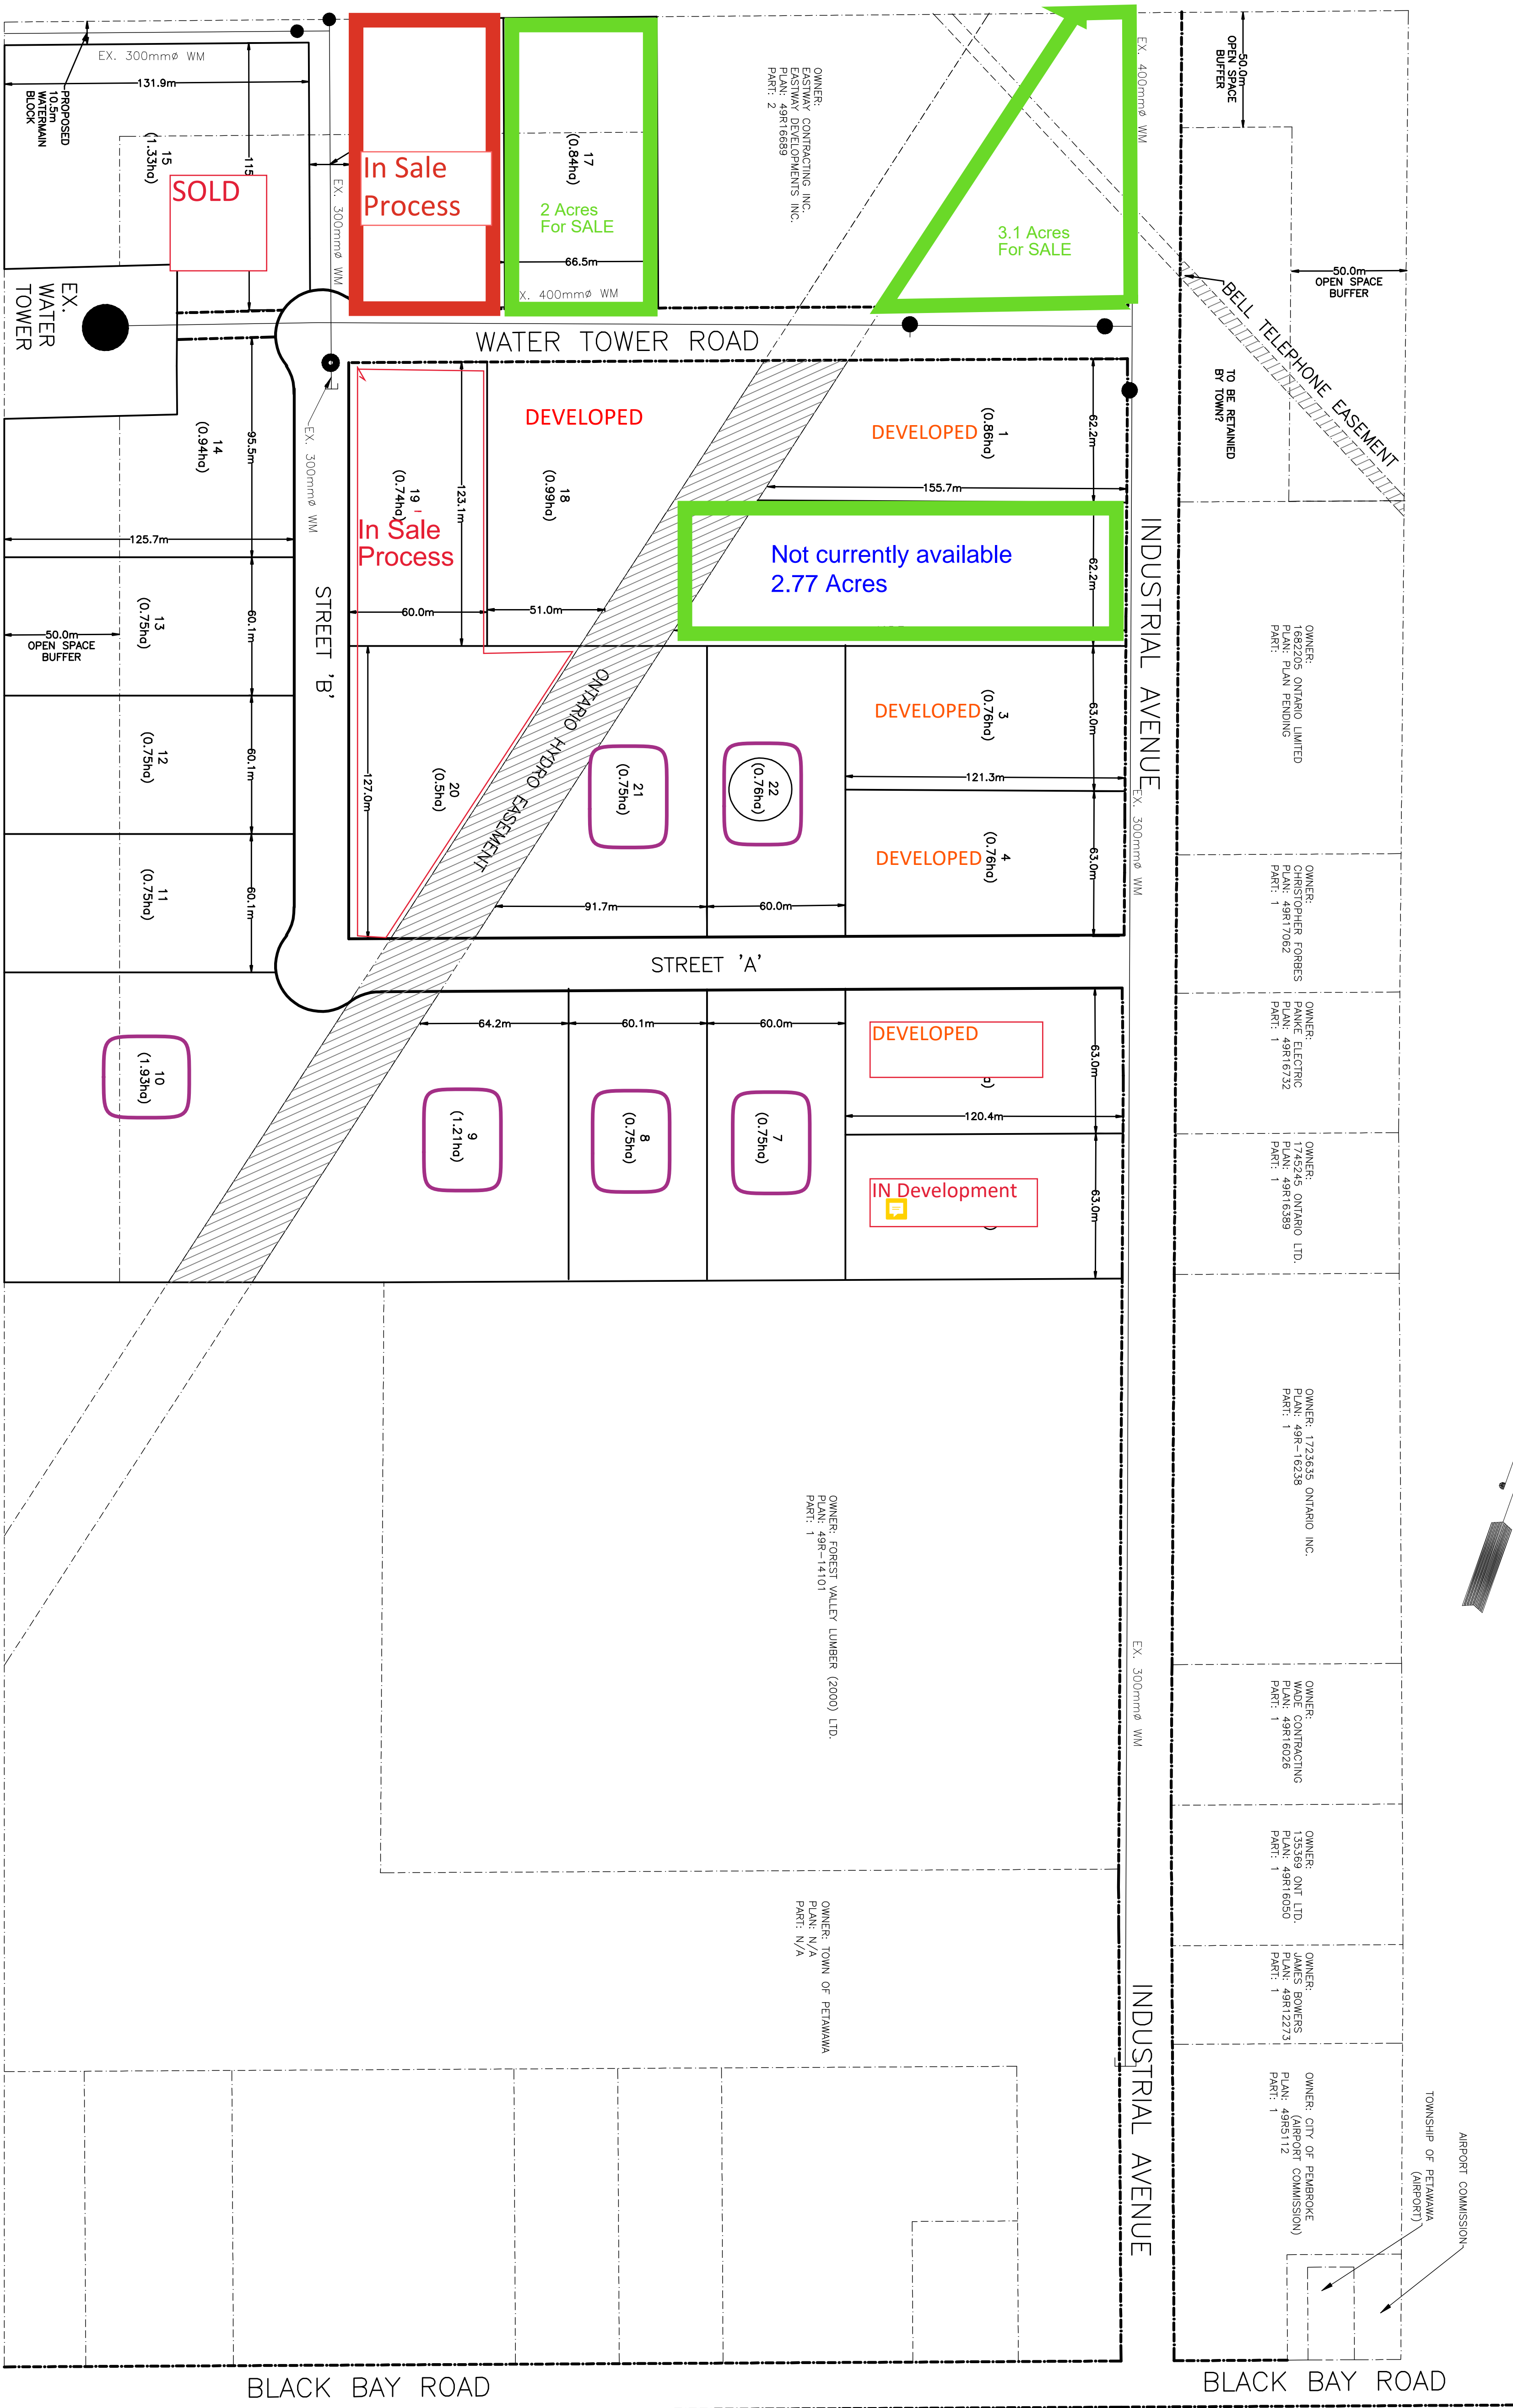 EX. 300mmø WM
131.9m
PROPOSED
10.5m
WATERMAIN
BLOCK
15
(1.33ha)
115
SOLD
EX. 300mmø WM
In Sale
Process
17
(0.84ha)
2 Acres
For SALE
66.5m
X. 400mmø WM
OWNER:
EASTWAY CONTRACTING INC.
EASTWAY DEVELOPMENTS INC.
PLAN: 49R16689
PART: 2
3.1 Acres
For SALE
EX. 400mmø WM
50.0m
OPEN SPACE
BUFFER
50.0m
OPEN SPACE
BUFFER
BELL TELEPHONE EASEMENT
TO BE RETAINIED
BY TOWN?
EX.
WATER
TOWER
WATER TOWER ROAD
14
(0.94ha)
95.5m
EX. 300mmø WM
125.7m
STREET 'B'
13
(0.75ha)
60.1m
50.0m
OPEN SPACE
BUFFER
12
(0.75ha)
60.1m
11
(0.75ha)
60.1m
19
(0.74ha)
123.1m
In Sale
Process
60.0m
DEVELOPED
18
(0.99ha)
51.0m
DEVELOPED
1
(0.86ha)
62.2m
155.7m
Not currently available
2.77 Acres
62.2m
INDUSTRIAL AVENUE
127.0m
20
(0.5ha)
ONTARIO HYDRO EASEMENT
21
(0.75ha)
91.7m
22
(0.76ha)
60.0m
DEVELOPED
3
(0.76ha)
63.0m
121.3m
DEVELOPED
4
(0.76ha)
63.0m
EX. 300mmø WM
STREET 'A'
10
(1.93ha)
64.2m
9
(1.21ha)
60.1m
8
(0.75ha)
60.0m
7
(0.75ha)
DEVELOPED
a)
63.0m
120.4m
IN Development
)
63.0m
OWNER:
1682205 ONTARIO LIMITED
PLAN: PLAN PENDING
PART:
OWNER:
CHRISTOPHER FORBES
PLAN: 49R17062
PART: 1
OWNER:
PANKE ELECTRIC
PLAN: 49R16732
PART: 1
OWNER:
1745245 ONTARIO LTD.
PLAN: 49R16389
PART: 1
OWNER: 1723635 ONTARIO INC.
PLAN: 49R-16238
PART: 1
OWNER: FOREST VALLEY LUMBER (2000) LTD.
PLAN: 49R-14101
PART: 1
EX. 300mmø WM
OWNER:
WADE CONTRACTING
PLAN: 49R16026
PART: 1
OWNER:
135369 ONT LTD.
PLAN: 49R16050
PART: 1
OWNER:
JAMES BOWERS
PLAN: 49R12273
PART: 1
OWNER: TOWN OF PETAWAWA
PLAN: N/A
PART: N/A
INDUSTRIAL AVENUE
OWNER: CITY OF PEMBROKE
(AIRPORT COMMISSION)
PLAN: 49R5112
PART: 1
TOWNSHIP OF PETAWAWA
(AIRPORT)
AIRPORT COMMISSION
BLACK BAY ROAD
BLACK BAY ROAD